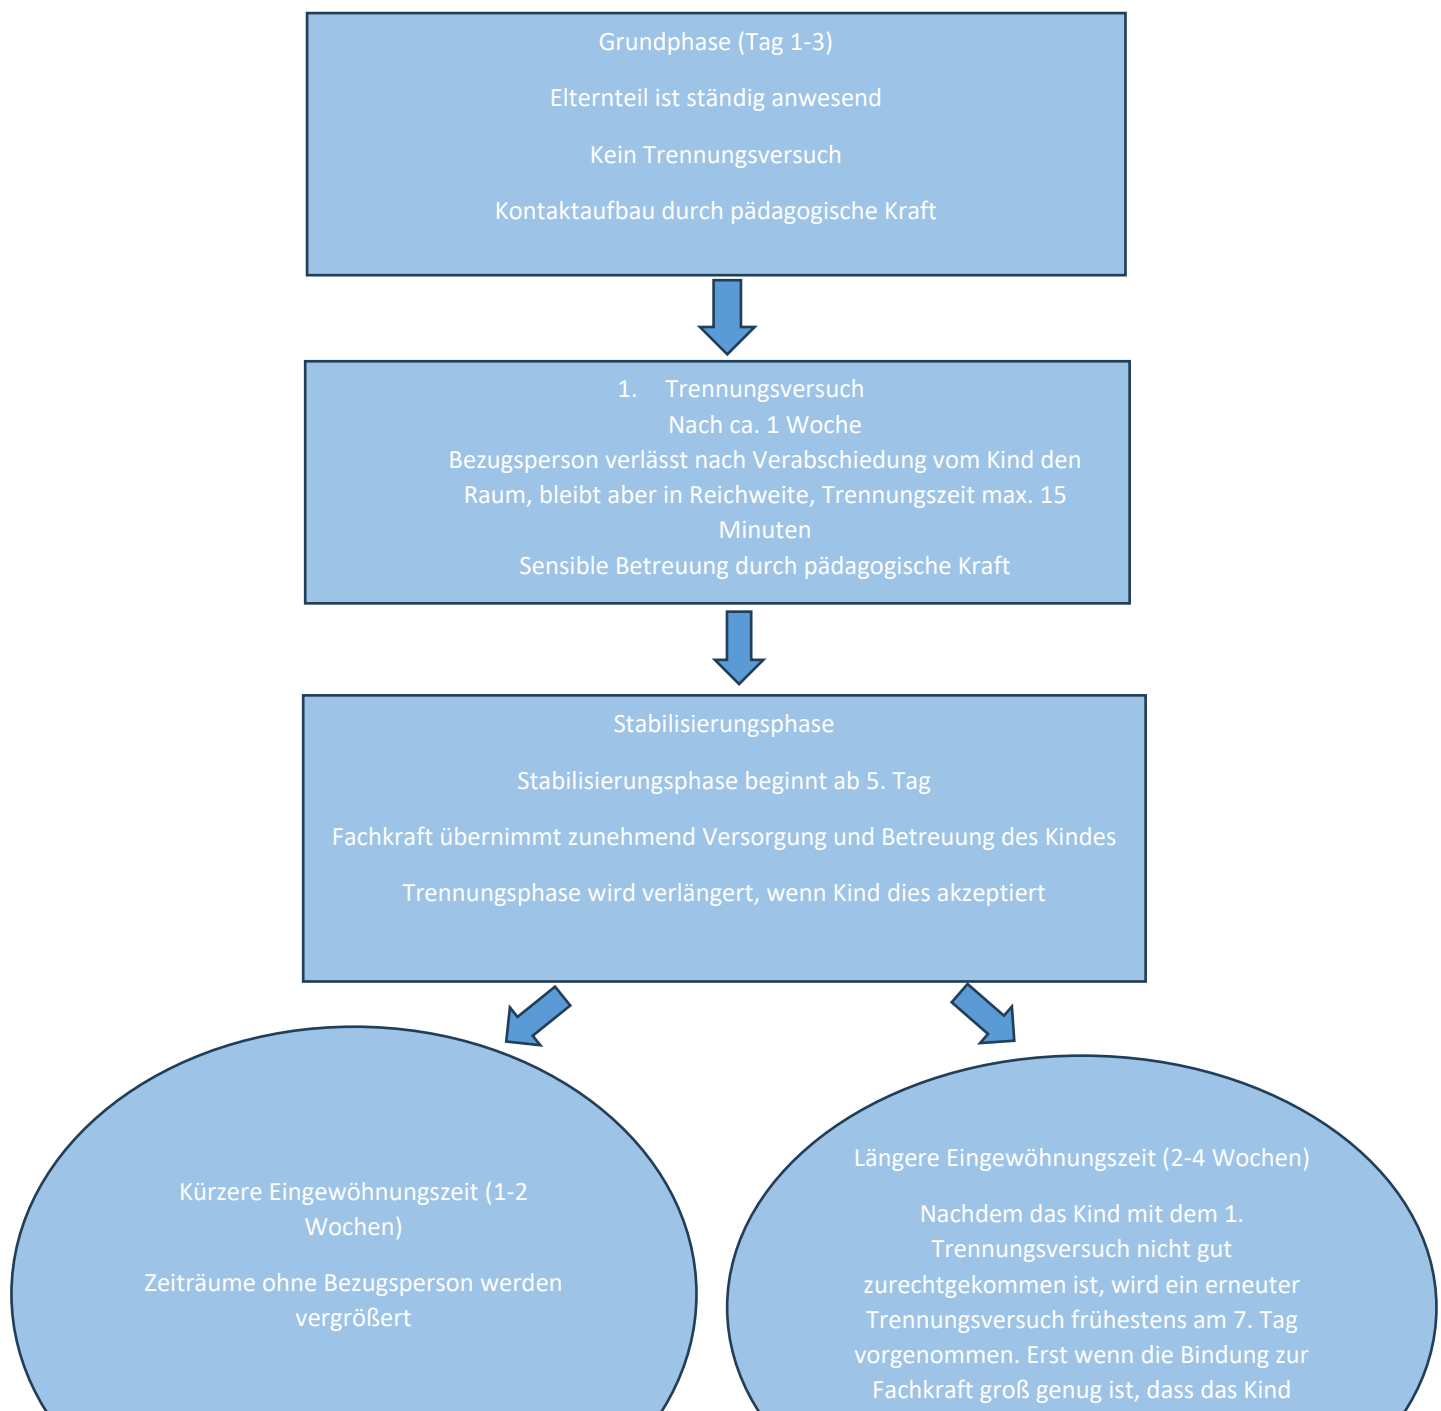 Grundphase (Tag 1-3)
Elternteil ist ständig anwesend
Kein Trennungsversuch
Kontaktaufbau durch pädagogische Kraft
1. Trennungsversuch
Nach ca. 1 Woche
Bezugsperson verlässt nach Verabschiedung vom Kind den
Raum, bleibt aber in Reichweite, Trennungszeit max. 15
Minuten
Sensible Betreuung durch pädagogische Kraft
Stabilisierungsphase
Stabilisierungsphase beginnt ab 5. Tag
Fachkraft übernimmt zunehmend Versorgung und Betreuung des Kindes
Trennungsphase wird verlängert, wenn Kind dies akzeptiert
Kürzere Eingewöhnungszeit (1-2
Wochen)
Zeiträume ohne Bezugsperson werden
vergrößert
Längere Eingewöhnungszeit (2-4 Wochen)
Nachdem das Kind mit dem 1.
Trennungsversuch nicht gut
zurechtgekommen ist, wird ein erneuter
Trennungsversuch frühestens am 7. Tag
vorgenommen. Erst wenn die Bindung zur
Fachkraft groß genug ist, dass das Kind